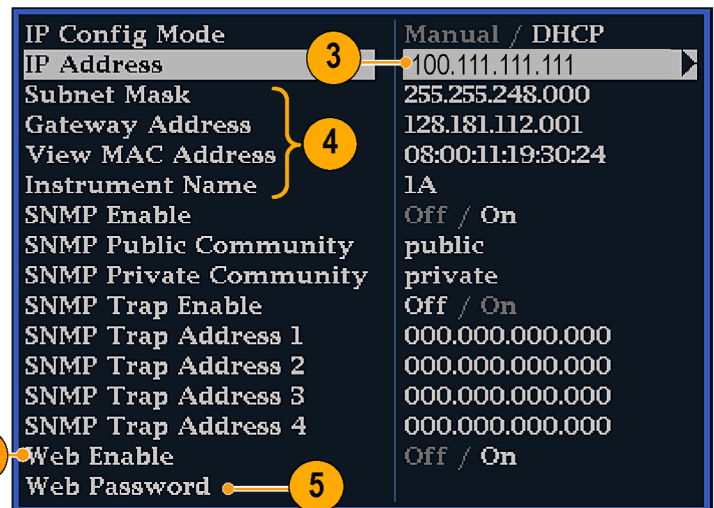 IP Config Mode Manual / DHCP
IP Address 3 100.111.111.111
Subnet Mask 255.255.248.000
Gateway Address 128.181.112.001
4
View MAC Address 08:00:11:19:30:24
Instrument Name 1A
SNMP Enable Off / On
SNMP Public Community public
SNMP Private Community private
SNMP Trap Enable Off / On
SNMP Trap Address 1 000.000.000.000
SNMP Trap Address 2 000.000.000.000
SNMP Trap Address 3 000.000.000.000
SNMP Trap Address 4 000.000.000.000
Web Enable Off / On
Web Password 5